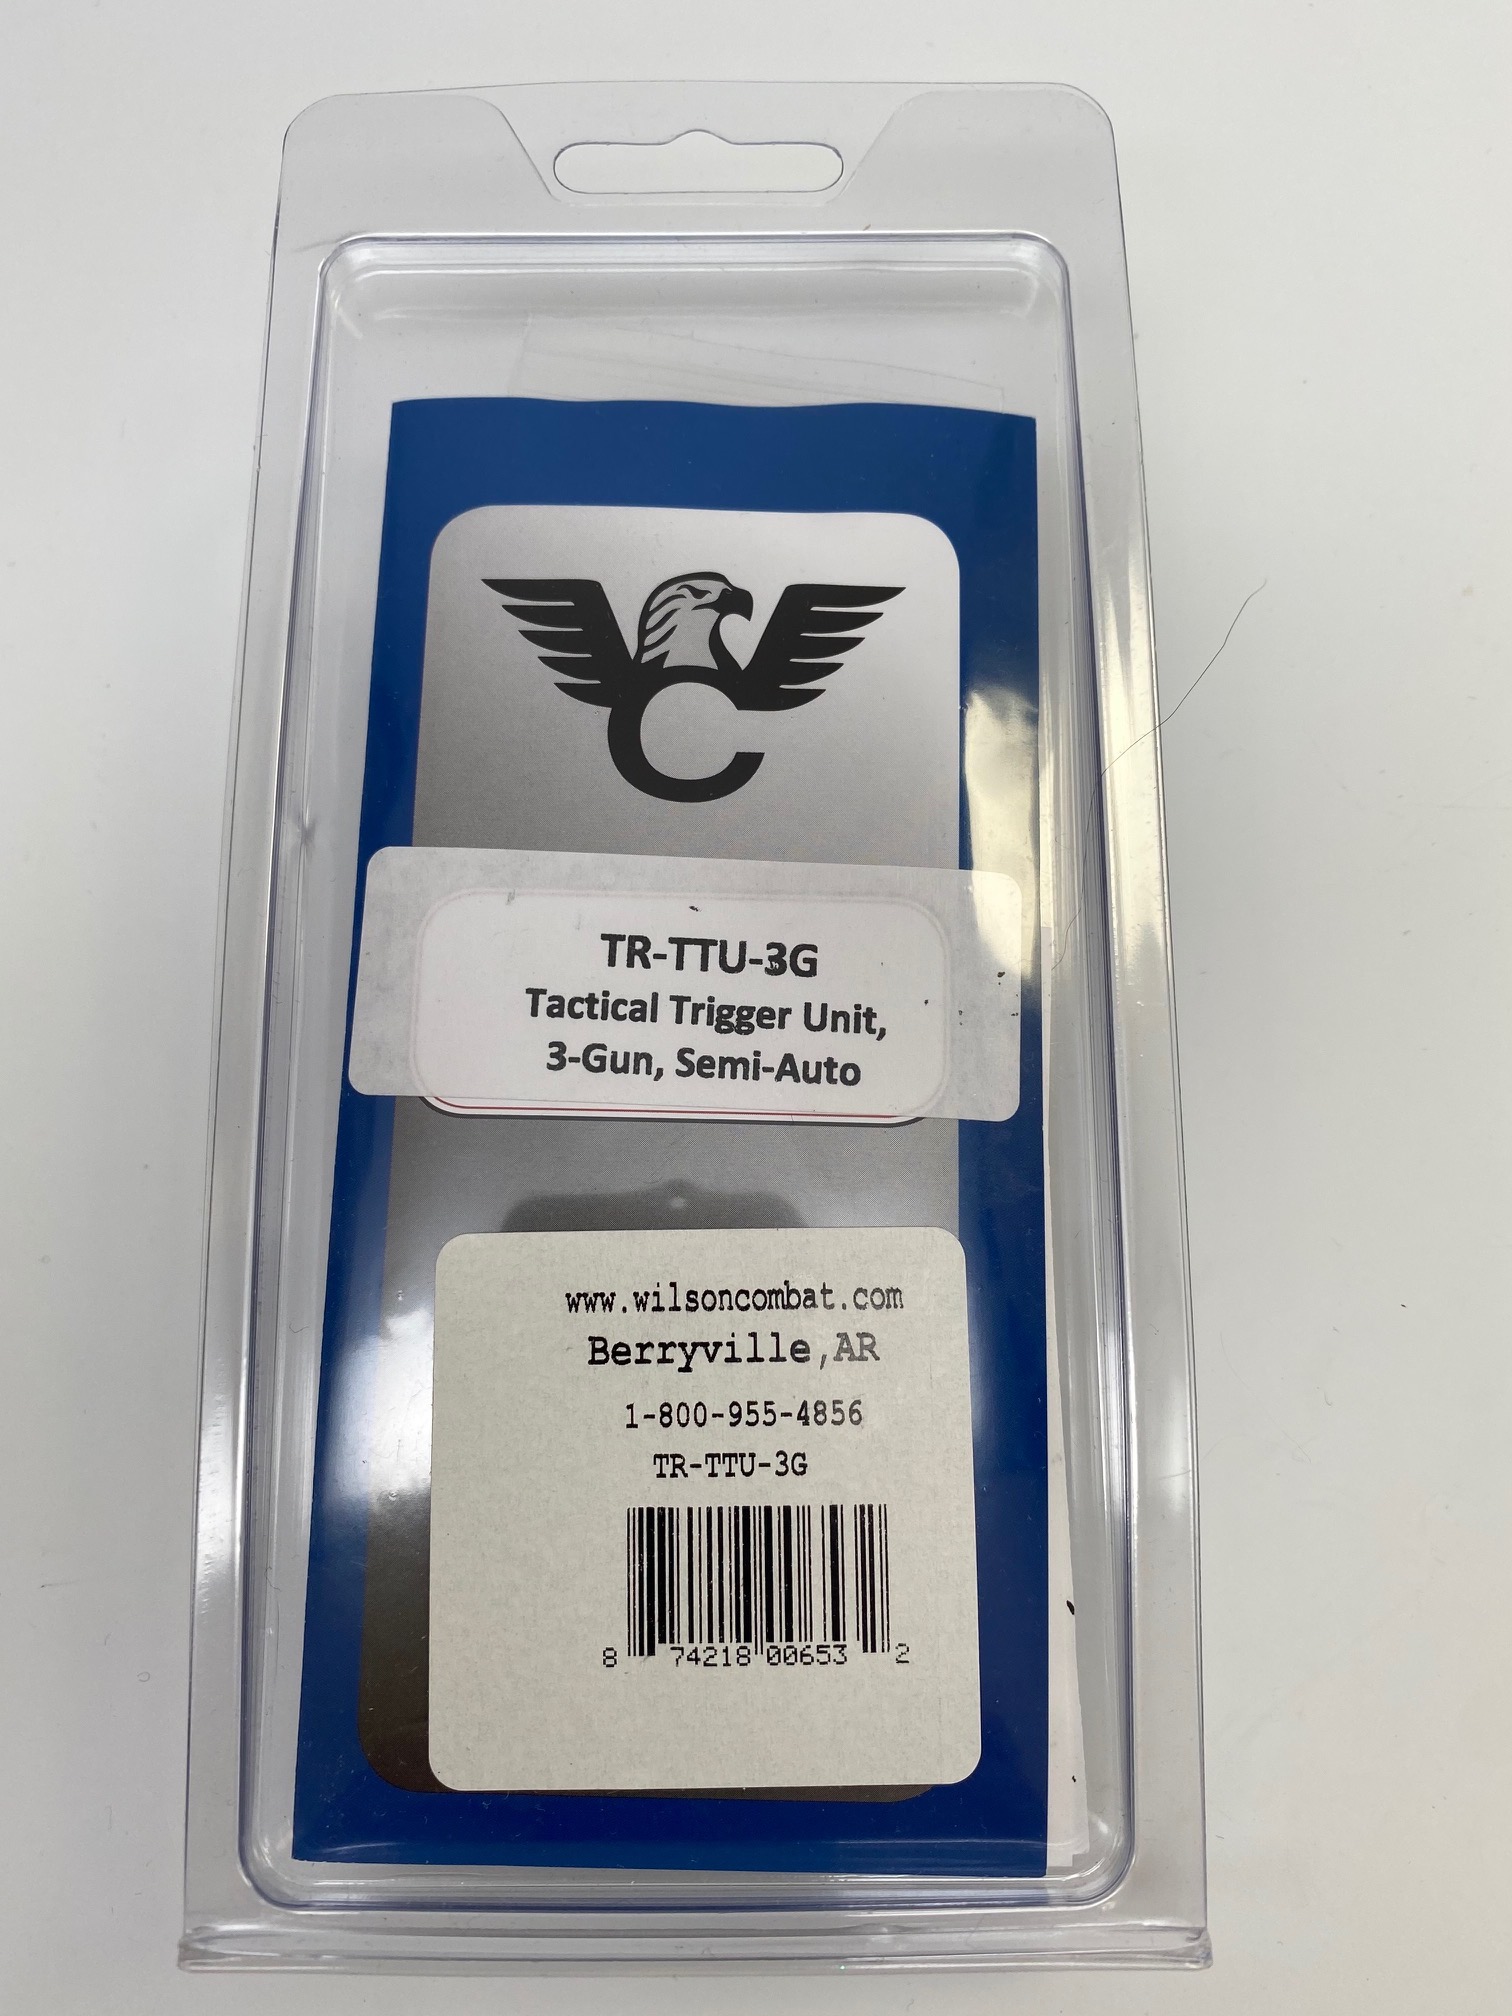 C
TR-TTU-3G
Tactical Trigger Unit,
3-Gun, Semi-Auto
www.wilsoncombat.com
Berryville,AR
1-800-955-4856
TR-TTU-3G
8 74218 00653 2